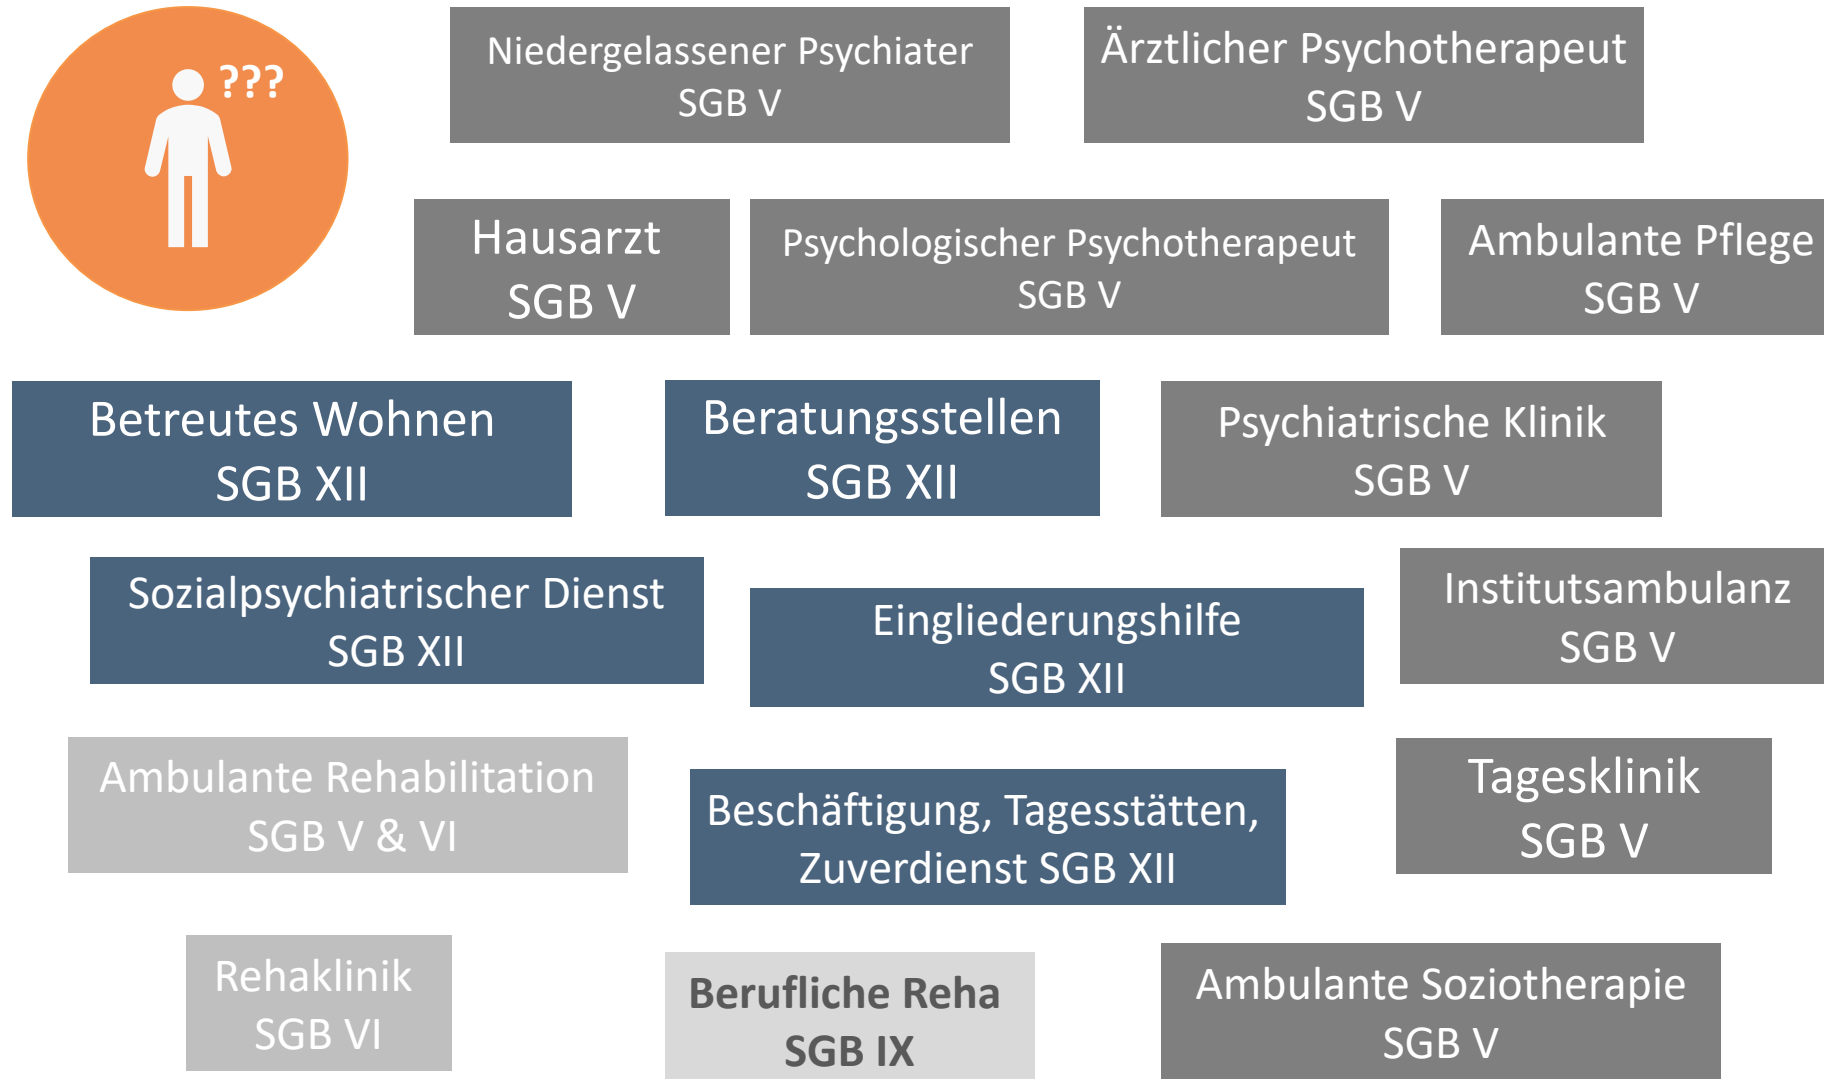 ???
Niedergelassener Psychiater
SGB V
Ärztlicher Psychotherapeut
SGB V
Hausarzt
SGB V
Psychologischer Psychotherapeut
SGB V
Ambulante Pflege
SGB V
Betreutes Wohnen
SGB XII
Beratungsstellen
SGB XII
Psychiatrische Klinik
SGB V
Sozialpsychiatrischer Dienst
SGB XII
Eingliederungshilfe
SGB XII
Institutsambulanz
SGB V
Ambulante Rehabilitation
SGB V & VI
Beschäftigung, Tagesstätten,
Zuverdienst SGB XII
Tagesklinik
SGB V
Rehaklinik
SGB VI
Berufliche Reha
SGB IX
Ambulante Soziotherapie
SGB V